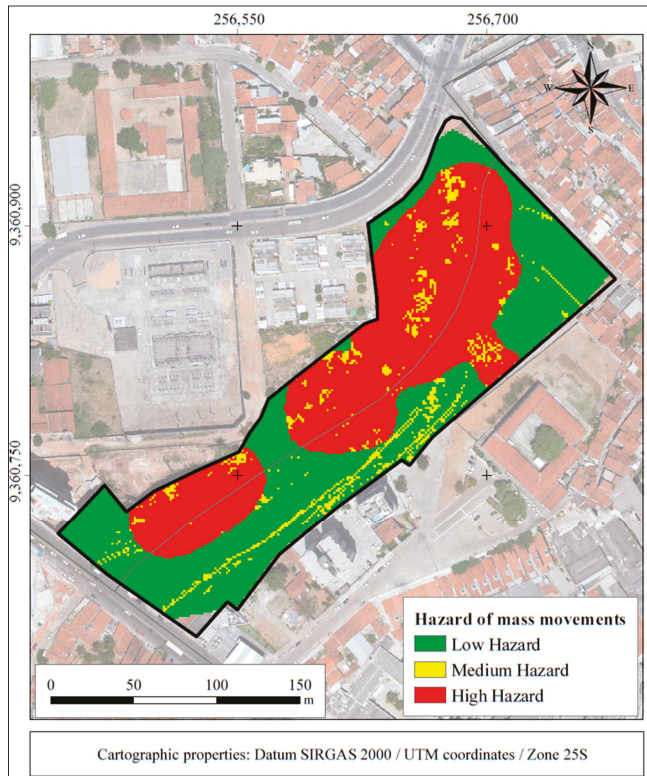 256,550 256,700
N
W E
S
9,360,900
9,360,750
Hazard of mass movements
Low Hazard
Medium Hazard
High Hazard
0 50 100 150
m
Cartographic properties: Datum SIRGAS 2000 / UTM coordinates / Zone 25S